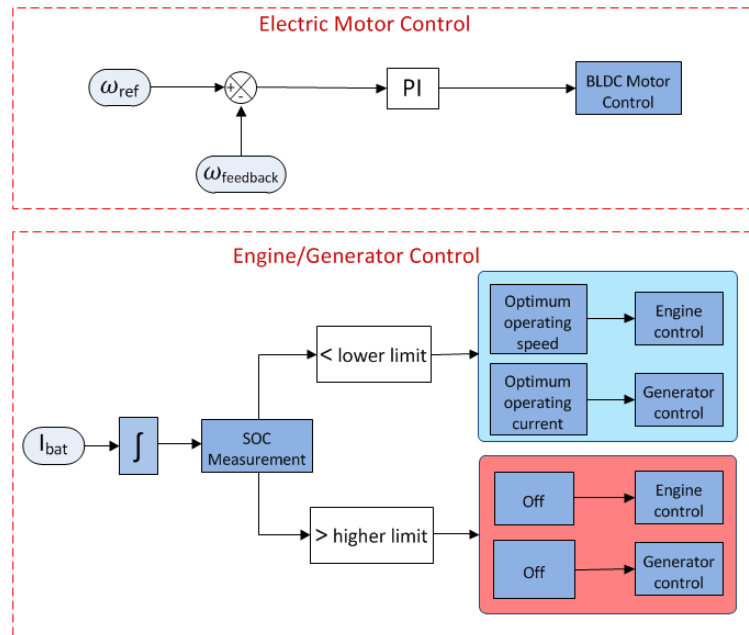 Electric Motor Control
ωref
+
-
PI
BLDC Motor
Control
ωfeedback
Engine/Generator Control
Ibat
∫
SOC
Measurement
< lower limit
Optimum
operating
speed
Engine
control
Optimum
operating
current
Generator
control
> higher limit
Off
Engine
control
Off
Generator
control